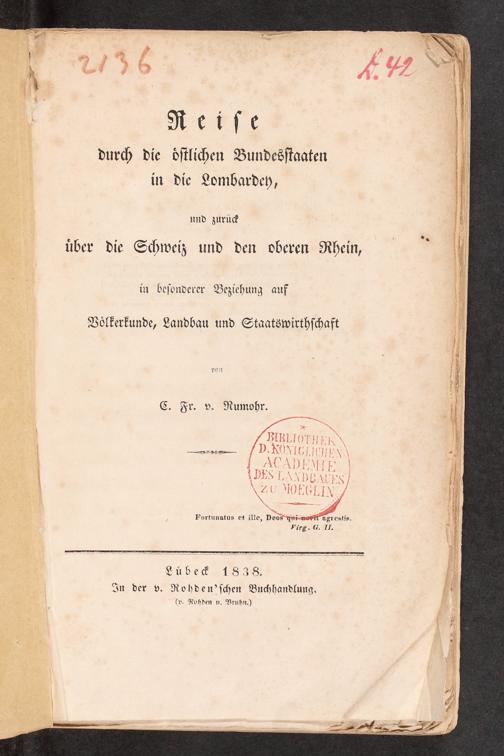 2136
L. 42
Reise
durch die östlichen Bundesstaaten
in die Lombardey,
und zurück
über die Schweiz und den oberen Rhein,
in besonderer Beziehung auf
Völkerkunde, Landbau und Staatswirthschaft
von
C. Fr. v. Rumohr.
*
BIBLIOTHEK
D. KÖNIGLICHEN
ACADEMIE
DES LANDBAUES
ZU MOEGLIN
Fortunatus et ille, Deos qui novit agrestis.
Virg. G. II.
Lübeck 1838.
In der v. Rohden'schen Buchhandlung.
(v. Rohden u. Bruhn.)